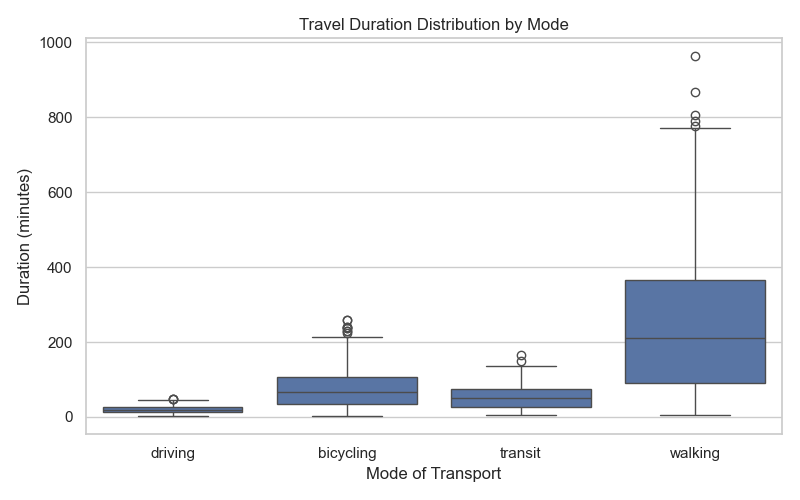 Travel Duration Distribution by Mode
Duration (minutes)
1000
800
600
400
200
0
driving bicycling transit walking
Mode of Transport